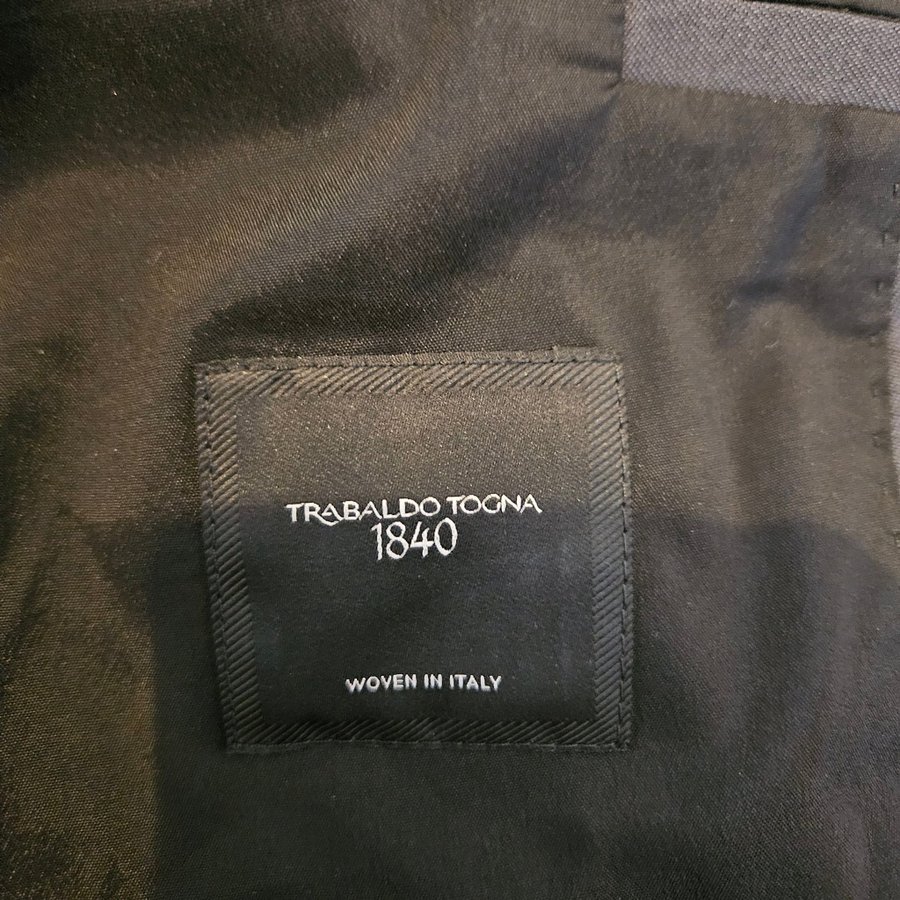 TRABALDO TOGNA
1840
WOVEN IN ITALY